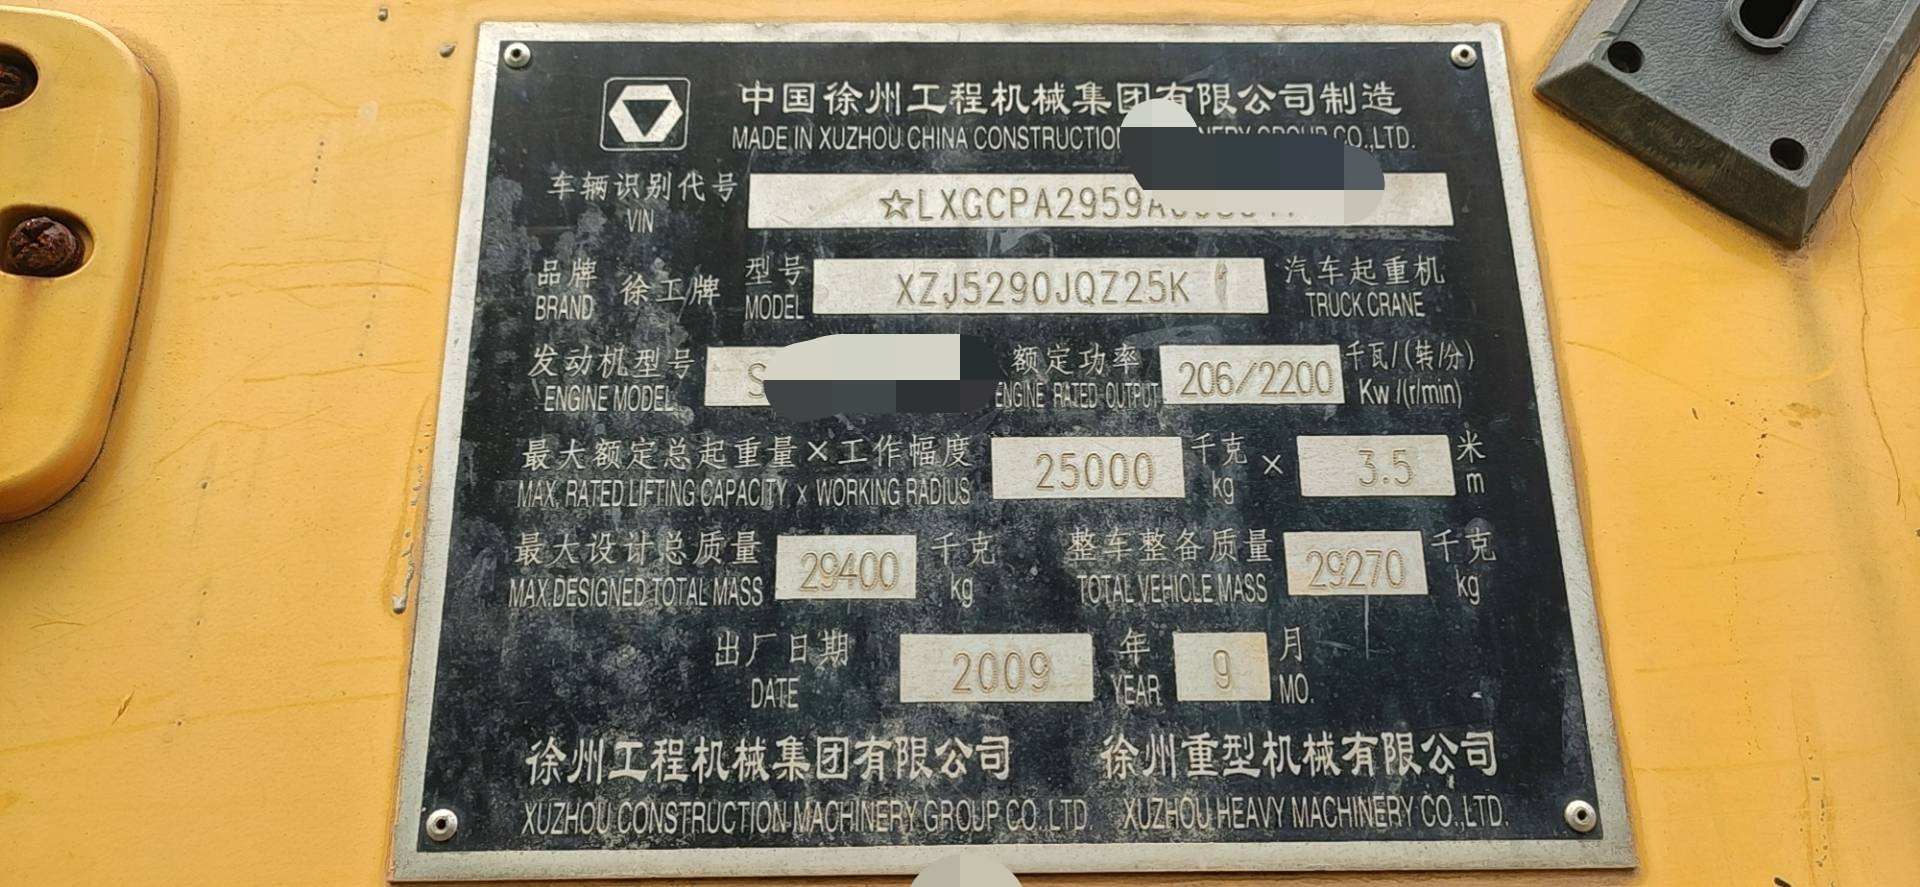 中国徐州工程机械集团有限公司制造
MADE IN XUZHOU CHINA CONSTRUCTION GROUP CO.,LTD.
车辆识别代号 ☆LXGCPA2959A
VIN
品牌 徐工牌 型号 XZJ5290JQZ25K 汽车起重机
BRAND MODEL TRUCK CRANE
发动机型号 S 额定功率 206/2200 千瓦/(转/分)
ENGINE MODEL ENGINE RATED OUTPUT Kw/(r/min)
最大额定总起重量×工作幅度 25000 千克 × 3.5 米
MAX. RATED LIFTING CAPACITY x WORKING RADIUS kg m
最大设计总质量 29400 千克 整车整备质量 29270 千克
MAX.DESIGNED TOTAL MASS kg TOTAL VEHICLE MASS kg
出厂日期 2009 年 9 月
DATE YEAR MO.
徐州工程机械集团有限公司 徐州重型机械有限公司
XUZHOU CONSTRUCTION MACHINERY GROUP CO.,LTD. XUZHOU HEAVY MACHINERY CO.,LTD.